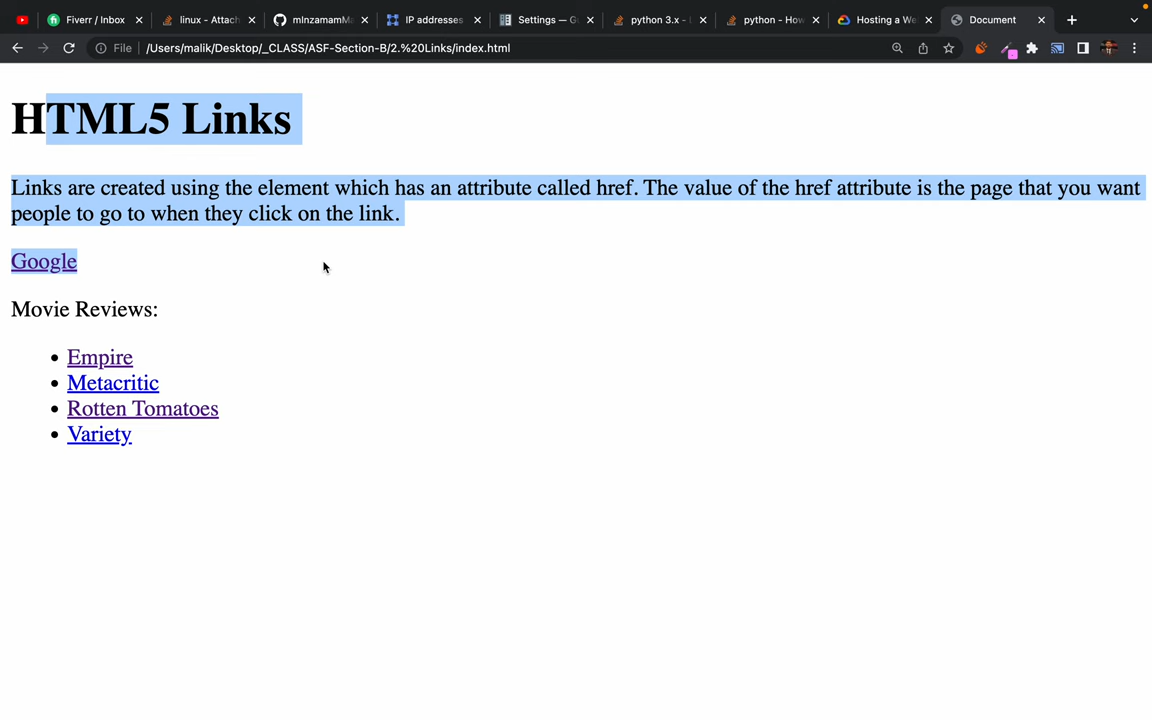 Fiverr / Inbox
linux - Attach
mInzamamMa
IP addresses
Settings — G
python 3.x -
python - How
Hosting a We
Document
File
/Users/malik/Desktop/_CLASS/ASF-Section-B/2.%20Links/index.html
HTML5 Links
Links are created using the element which has an attribute called href. The value of the href attribute is the page that you want
people to go to when they click on the link.
Google
Movie Reviews:
• Empire
• Metacritic
• Rotten Tomatoes
• Variety